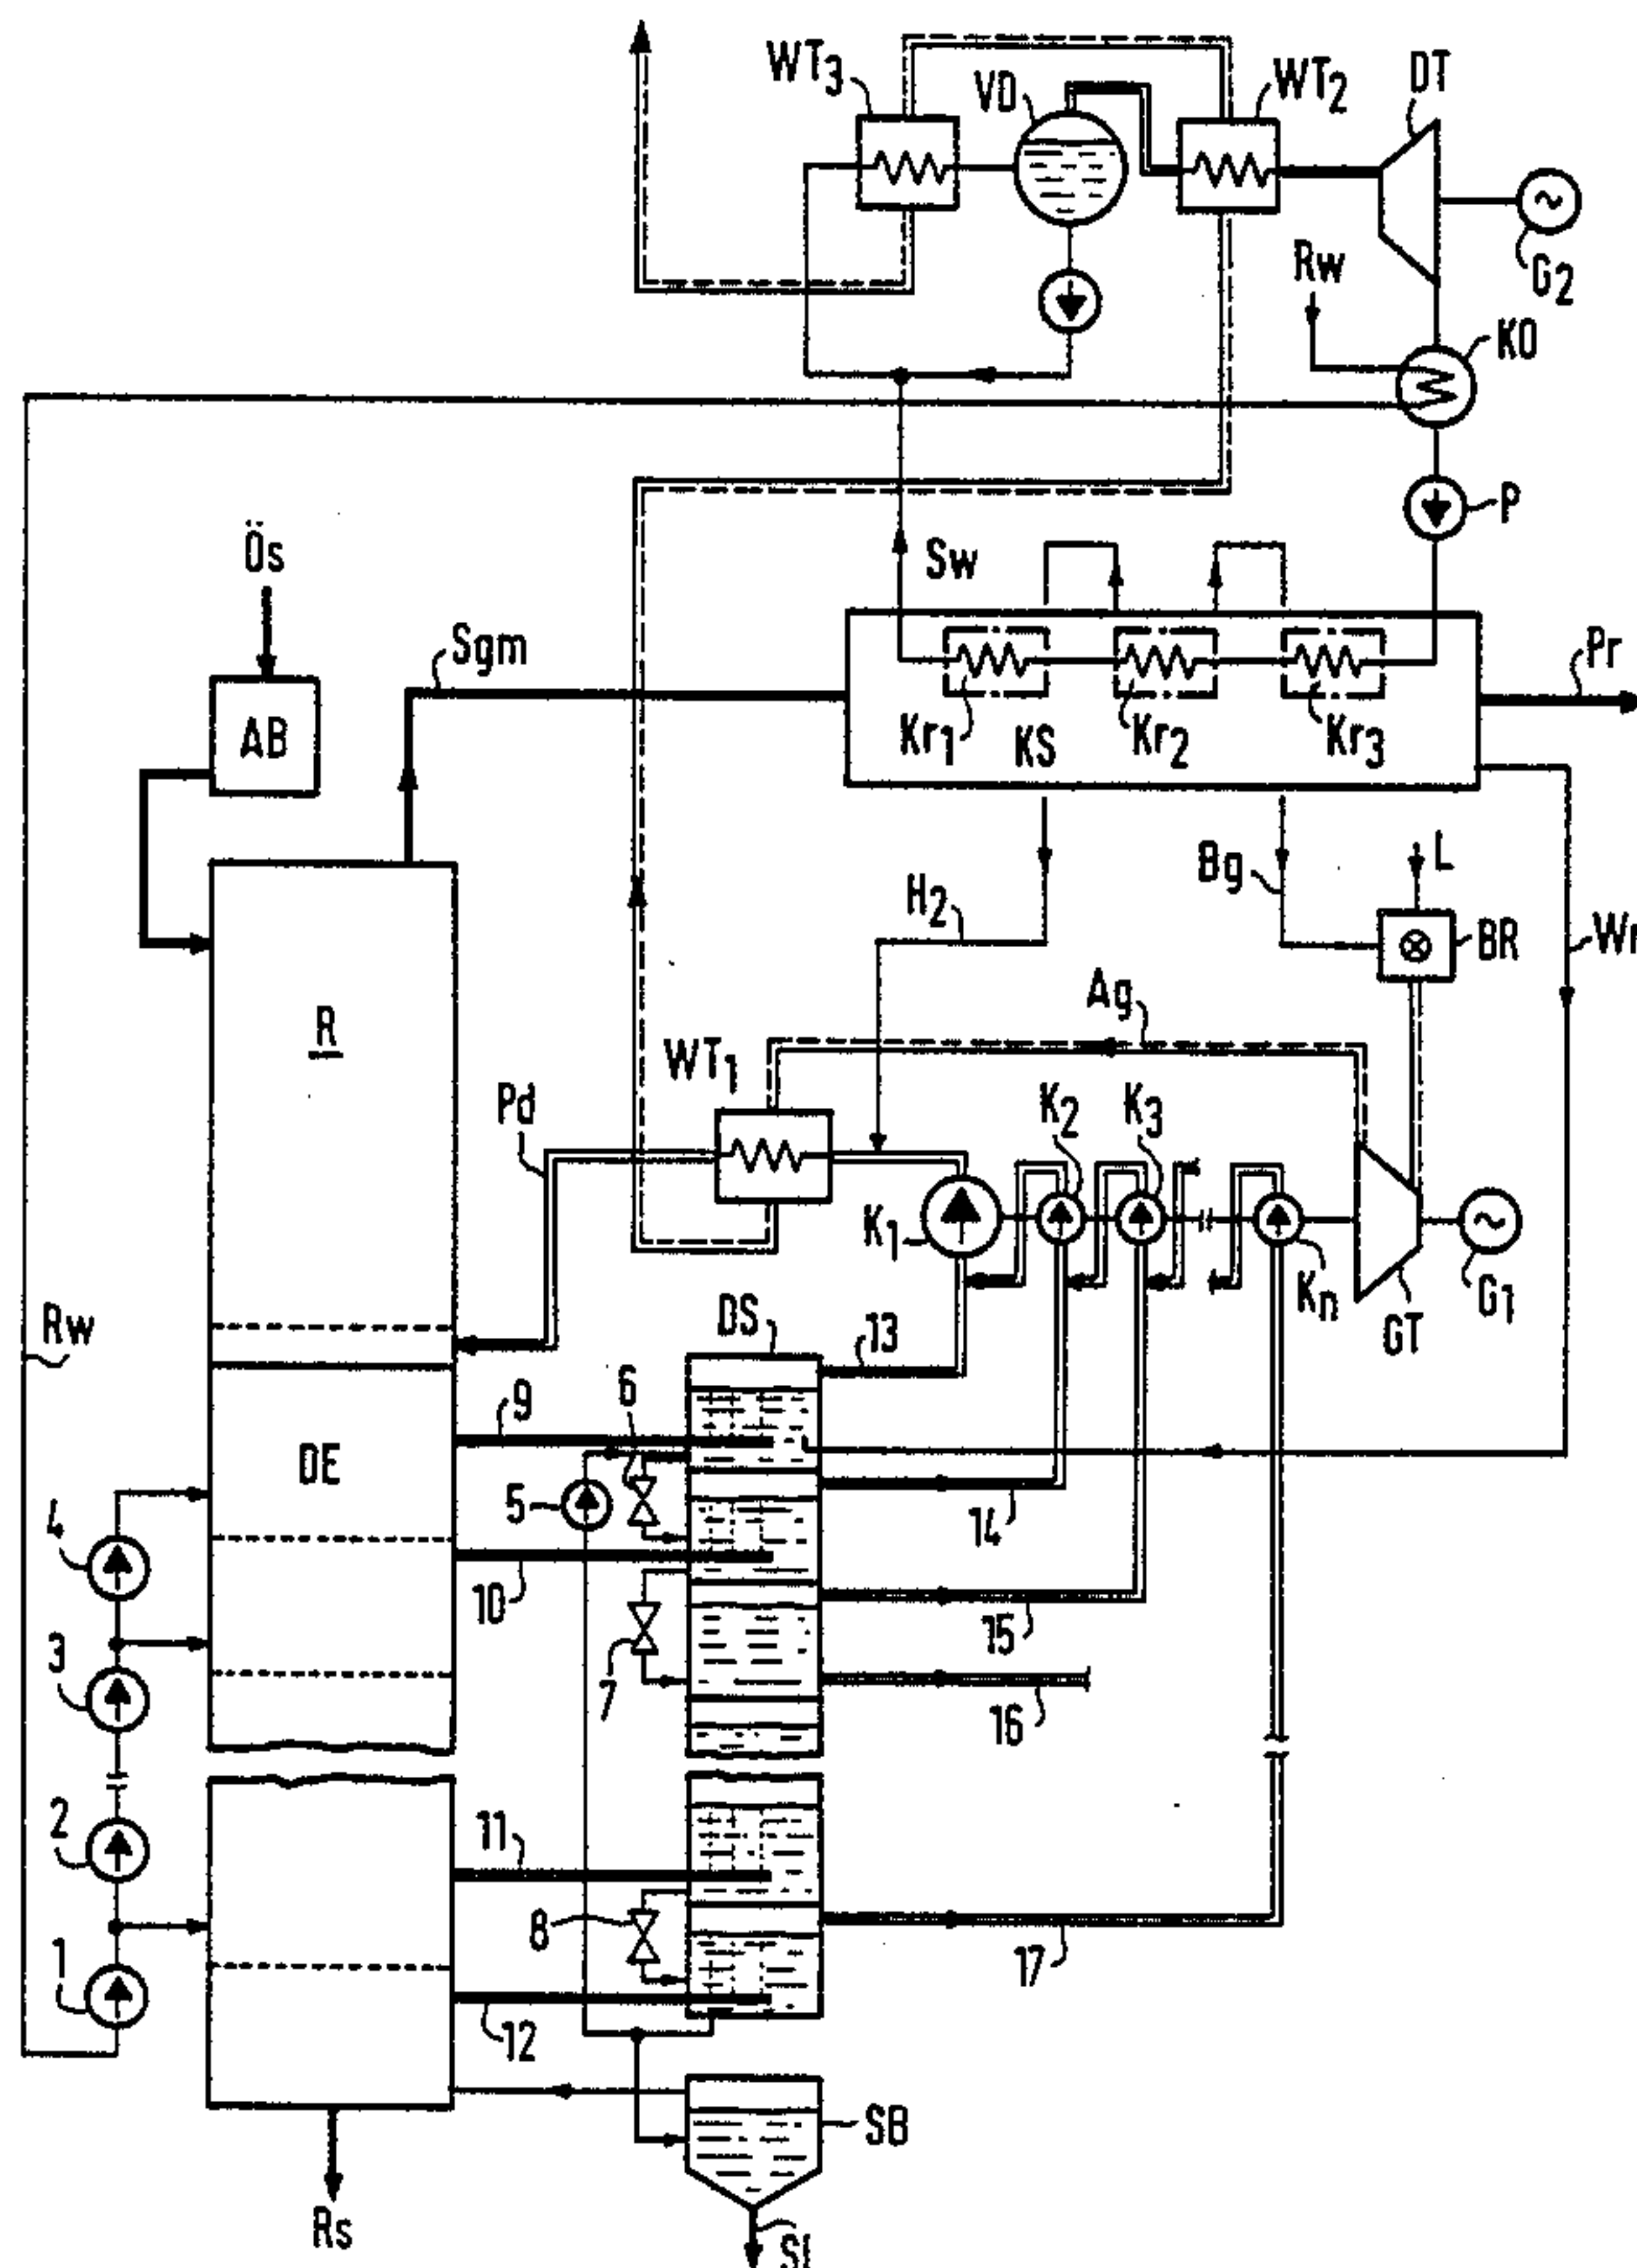 WT3
VD
WT2
DT
~
G2
Rw
KO
P
Ös
Sw
Sgm
Pr
AB
Kr1
KS
Kr2
Kr3
L
Bg
H2
BR
R
Ag
WT1
Pd
K2
K3
K1
Kn
~
G1
GT
Rw
DS
13
6
9
DE
5
14
4
10
15
3
7
16
2
11
8
17
1
12
SB
Rs